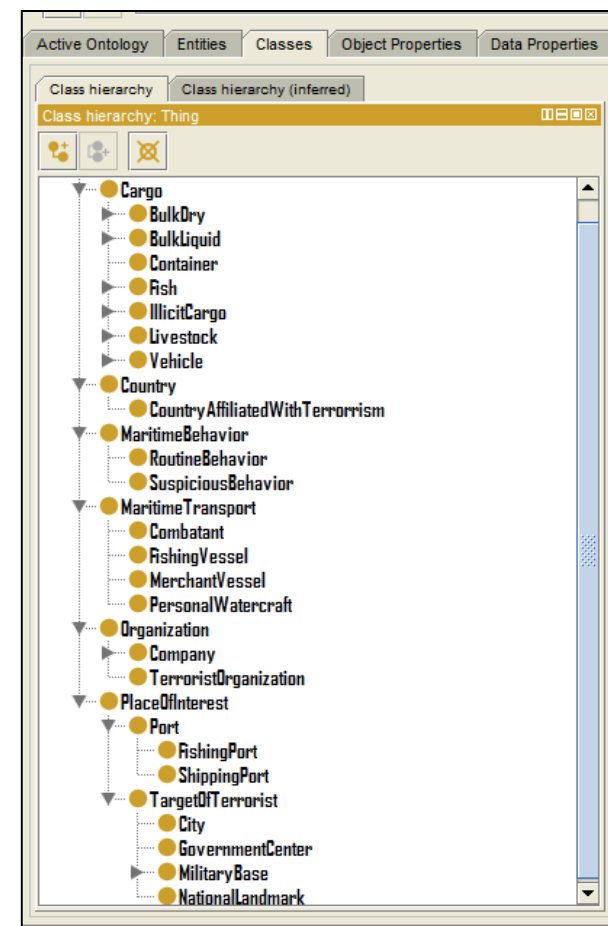 Active Ontology Entities Classes Object Properties Data Properties
Class hierarchy Class hierarchy (inferred)
Class hierarchy: Thing
Cargo
BulkDry
BulkLiquid
Container
Fish
IllicitCargo
Livestock
Vehicle
Country
CountryAffiliatedWithTerrorrism
MaritimeBehavior
RoutineBehavior
SuspiciousBehavior
MaritimeTransport
Combatant
FishingVessel
MerchantVessel
PersonalWatercraft
Organization
Company
TerroristOrganization
PlaceOfInterest
Port
FishingPort
ShippingPort
TargetOfTerrorist
City
GovernmentCenter
MilitaryBase
NationalLandmark